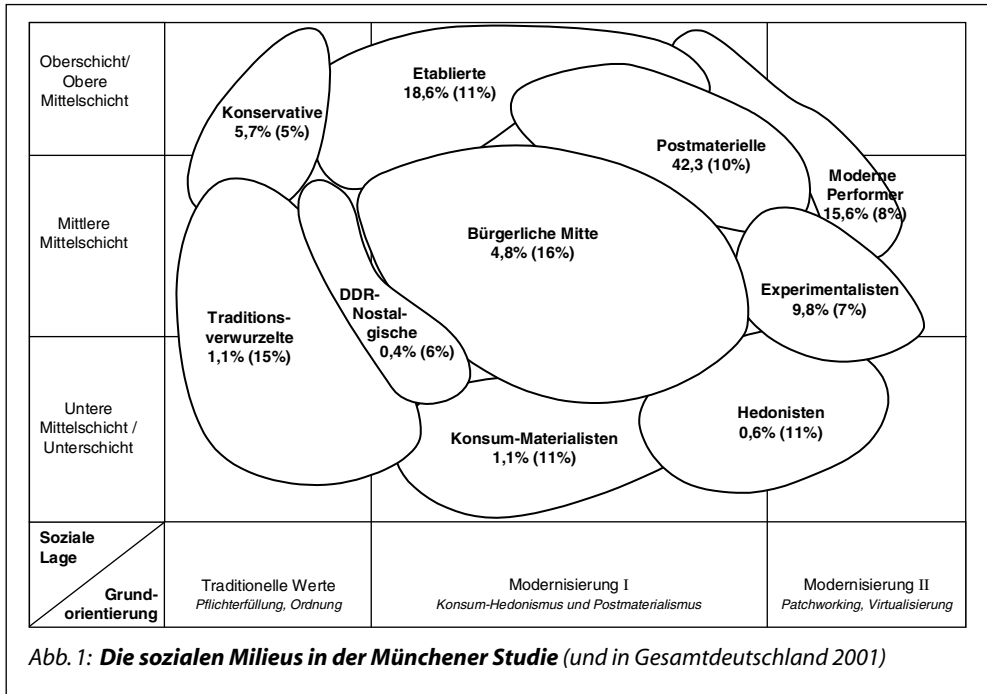 Oberschicht/
Obere
Mittelschicht
Etablierte
18,6% (11%)
Konservative
5,7% (5%)
Postmaterielle
42,3 (10%)
Moderne
Performer
15,6% (8%)
Mittlere
Mittelschicht
Bürgerliche Mitte
4,8% (16%)
Experimentalisten
9,8% (7%)
DDR-
Nostal-
gische
0,4% (6%)
Traditions-
verwurzelte
1,1% (15%)
Untere
Mittelschicht /
Unterschicht
Hedonisten
0,6% (11%)
Konsum-Materialisten
1,1% (11%)
Soziale
Lage
Grund-
orientierung
Traditionelle Werte
Pflichterfüllung, Ordnung
Modernisierung I
Konsum-Hedonismus und Postmaterialismus
Modernisierung II
Patchworking, Virtualisierung
Abb. 1: Die sozialen Milieus in der Münchener Studie (und in Gesamtdeutschland 2001)